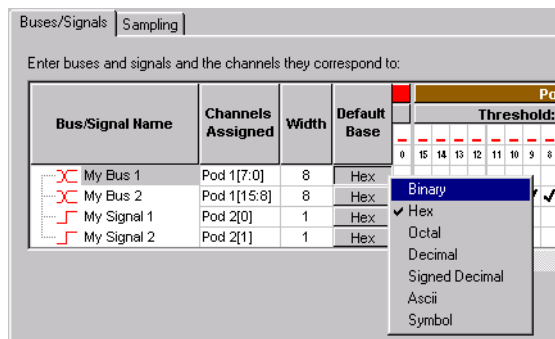 Buses/Signals Sampling
Enter buses and signals and the channels they correspond to:
Bus/Signal Name Channels Assigned Width Default Base Po
Threshold:
0 15 14 13 12 11 10 9 8
My Bus 1 Pod 1[7:0] 8 Hex
My Bus 2 Pod 1[15:8] 8 Hex
My Signal 1 Pod 2[0] 1 Hex
My Signal 2 Pod 2[1] 1 Hex
Binary
Hex
Octal
Decimal
Signed Decimal
Ascii
Symbol